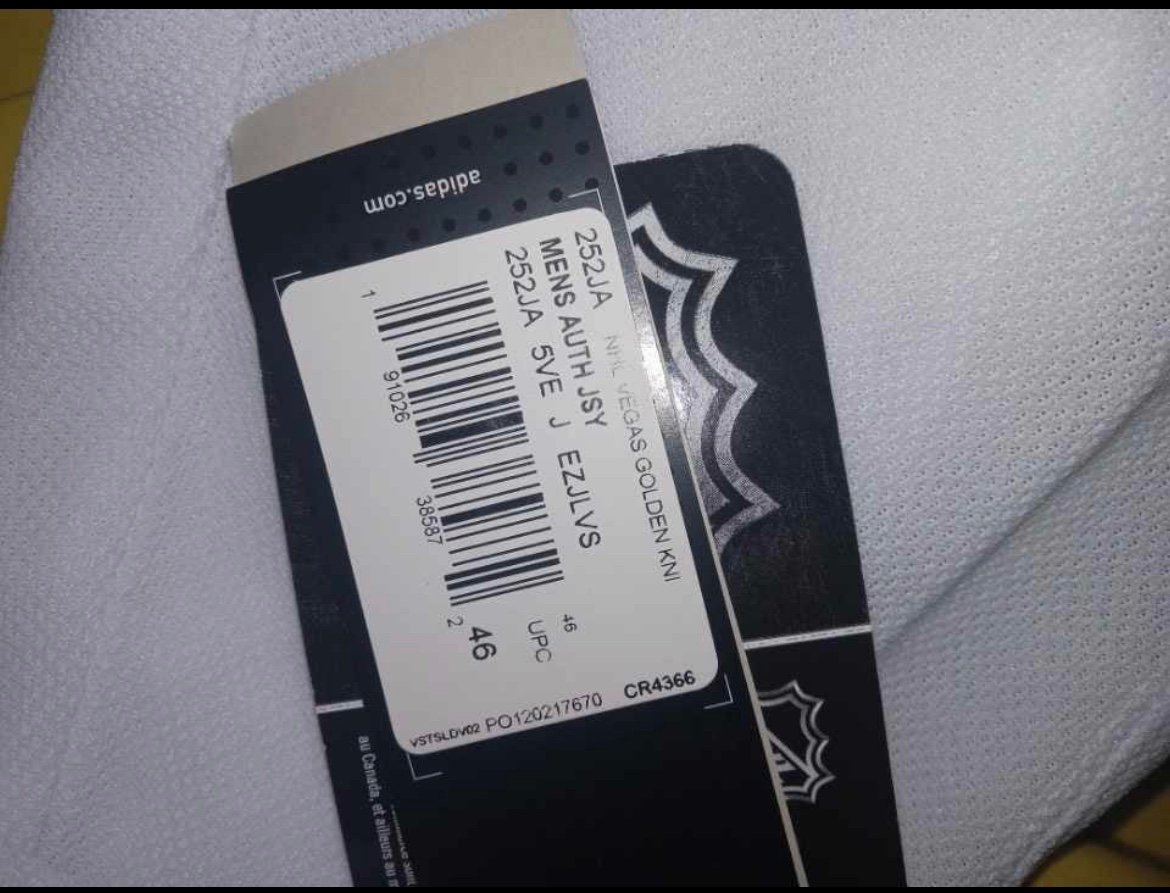 adidas.com
252JA NHL VEGAS GOLDEN KNI
MENS AUTH JSY
252JA 5VE J EZJLVS
46
UPC
1 91026 38587 2
46
VSTSLDV02 PO120217670 CR4366
au Canada, et ailleurs au